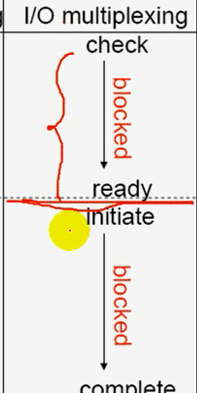 I/O multiplexing
check
blocked
ready
initiate
blocked
complete